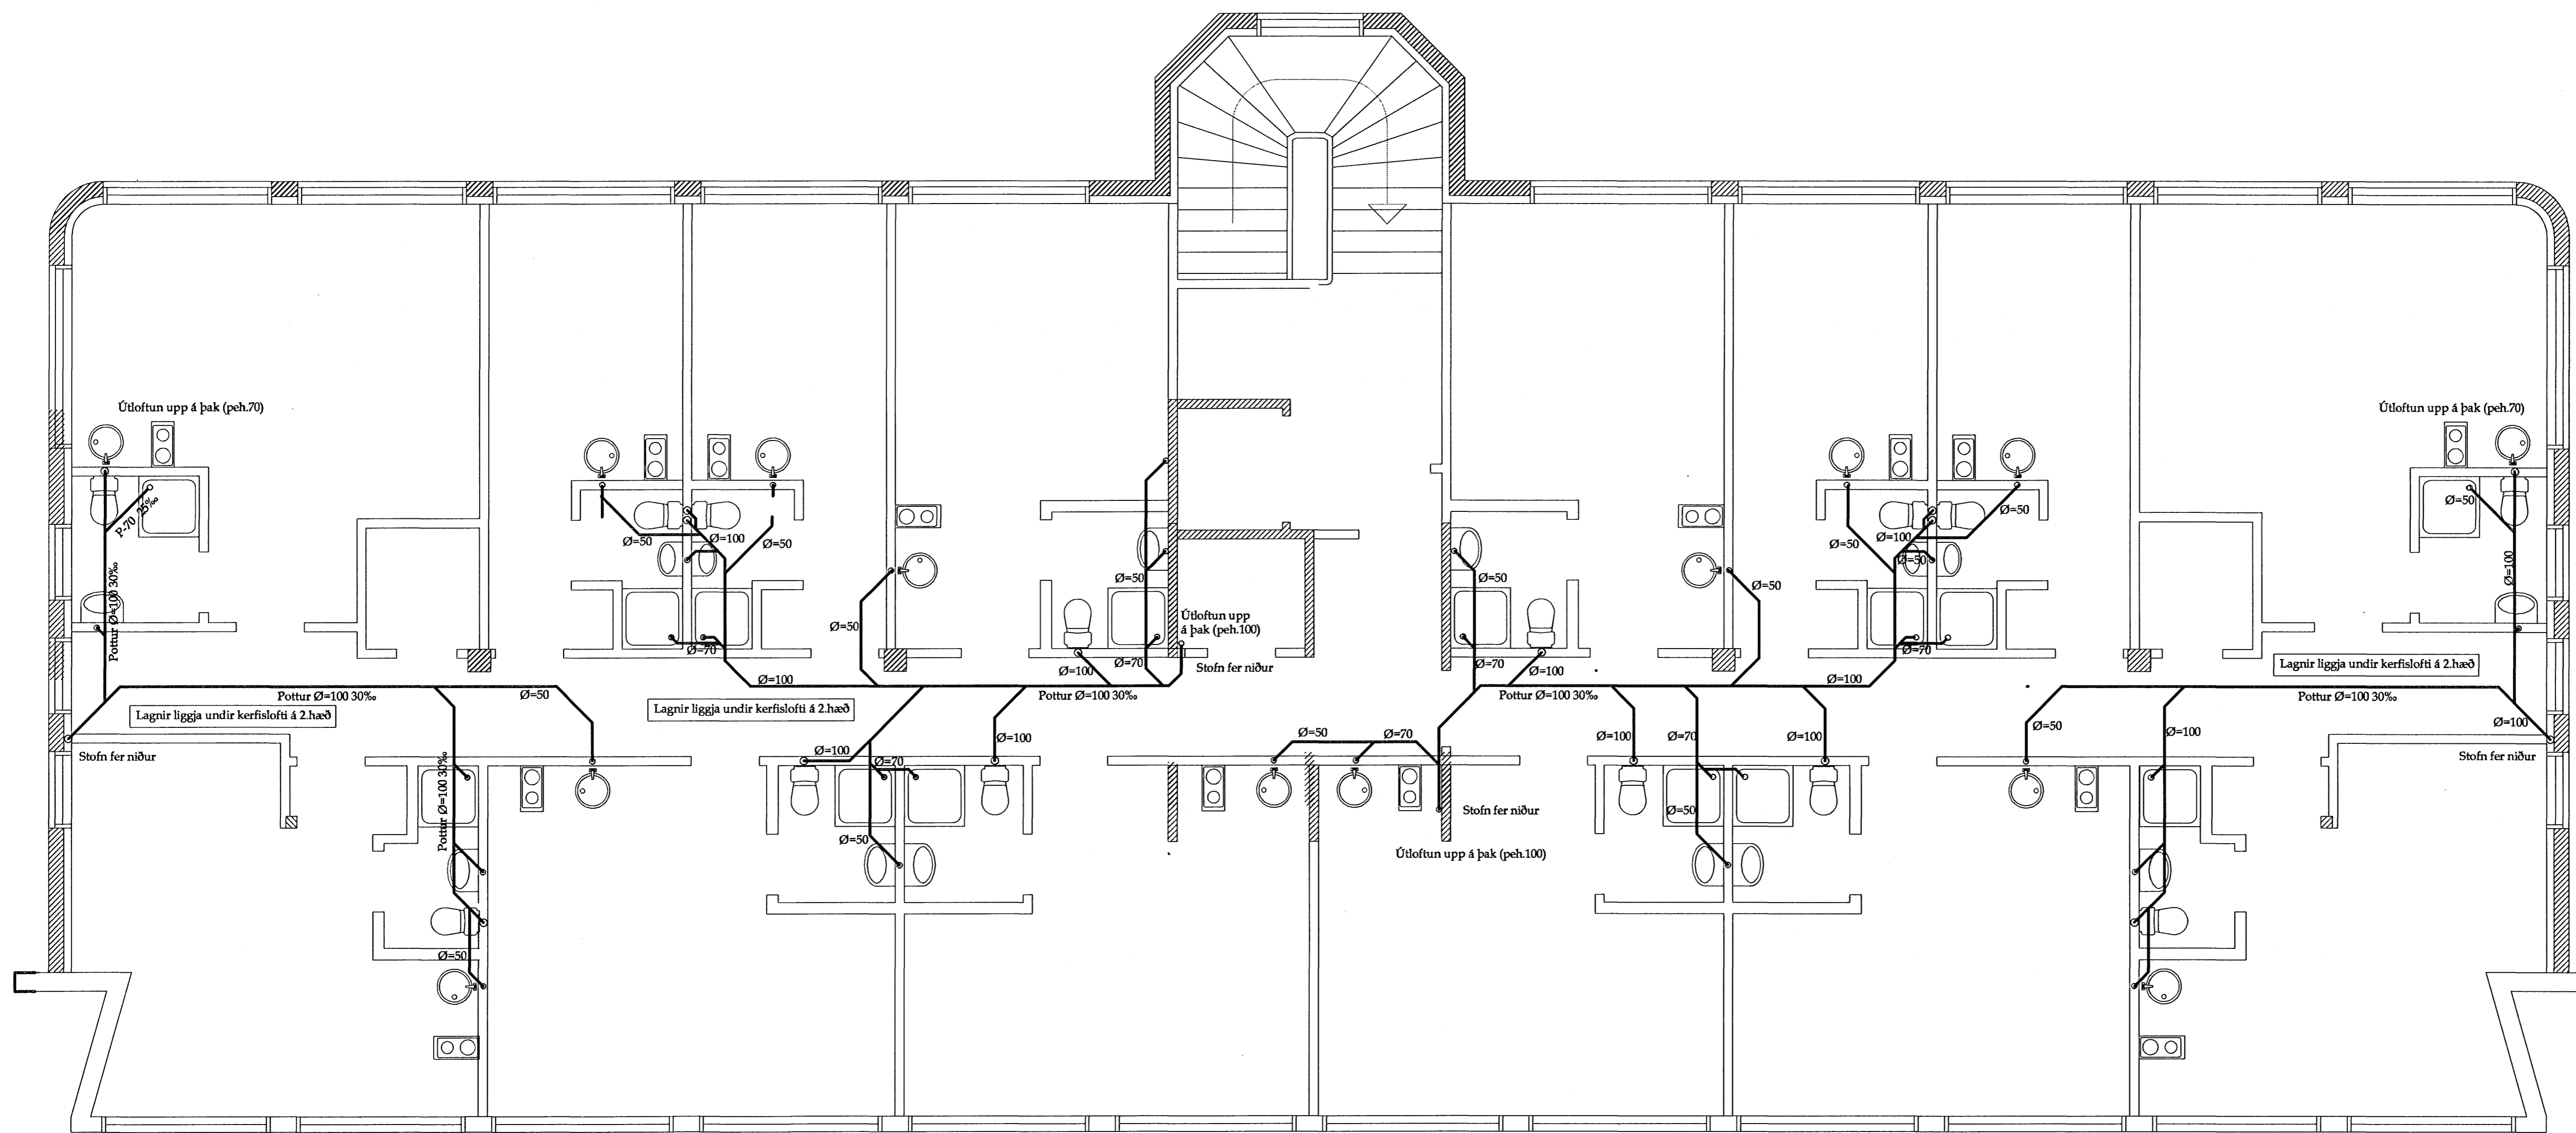 Útloftun upp á þak (peh.70)
Útloftun upp á þak (peh.70)
P-70 25‰
Ø=50
Ø=50
Ø=50
Ø=100
Ø=50
Ø=100
Ø=50
Ø=50
Ø=50
Ø=50
Ø=50
Ø=100
Pottur Ø=100 30‰
Ø=50
Ø=50
Útloftun upp
á þak (peh.100)
Ø=50
Ø=70
Ø=70
Ø=100
Stofn fer niður
Ø=70
Ø=100
Ø=70
Lagnir liggja undir kerfislofti á 2.hæð
Ø=100
Ø=100
Pottur Ø=100 30‰
Ø=50
Pottur Ø=100 30‰
Pottur Ø=100 30‰
Pottur Ø=100 30‰
Lagnir liggja undir kerfislofti á 2.hæð
Lagnir liggja undir kerfislofti á 2.hæð
Ø=50
Ø=100
Ø=100
Ø=100
Ø=50
Ø=70
Ø=100
Ø=70
Ø=100
Ø=100
Stofn fer niður
Ø=70
Stofn fer niður
Pottur Ø=100 30‰
Ø=50
Stofn fer niður
Ø=50
Útloftun upp á þak (peh.100)
Ø=50